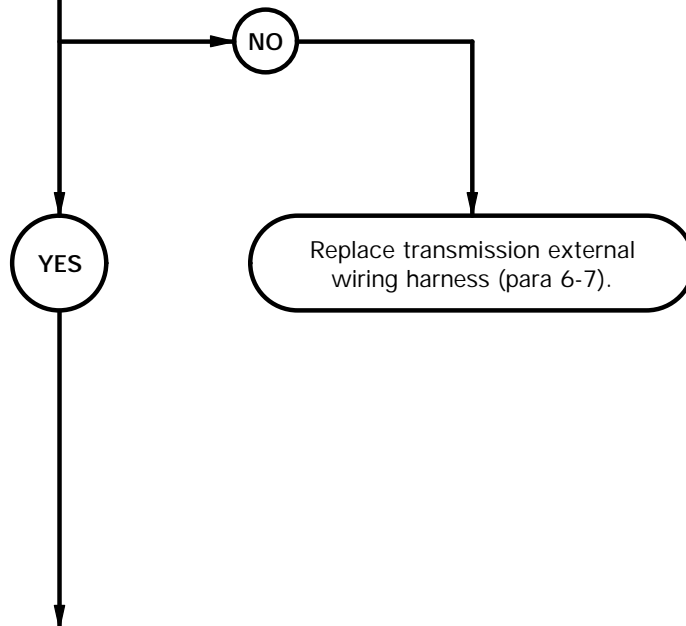 NO
YES
Replace transmission external
wiring harness (para 6-7).